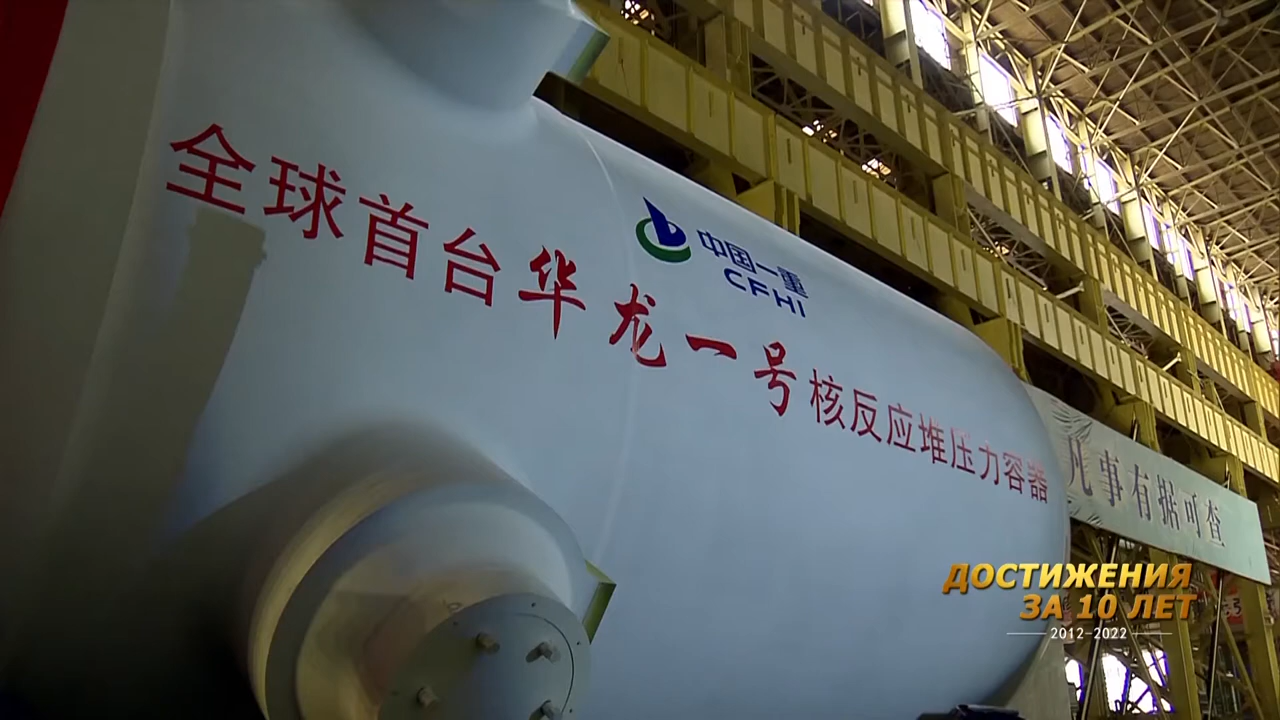 全球首台华龙一号核反应堆压力容器
中国一重
CFHI
凡事有据可查
ДОСТИЖЕНИЯ
ЗА 10 ЛЕТ
2012-2022